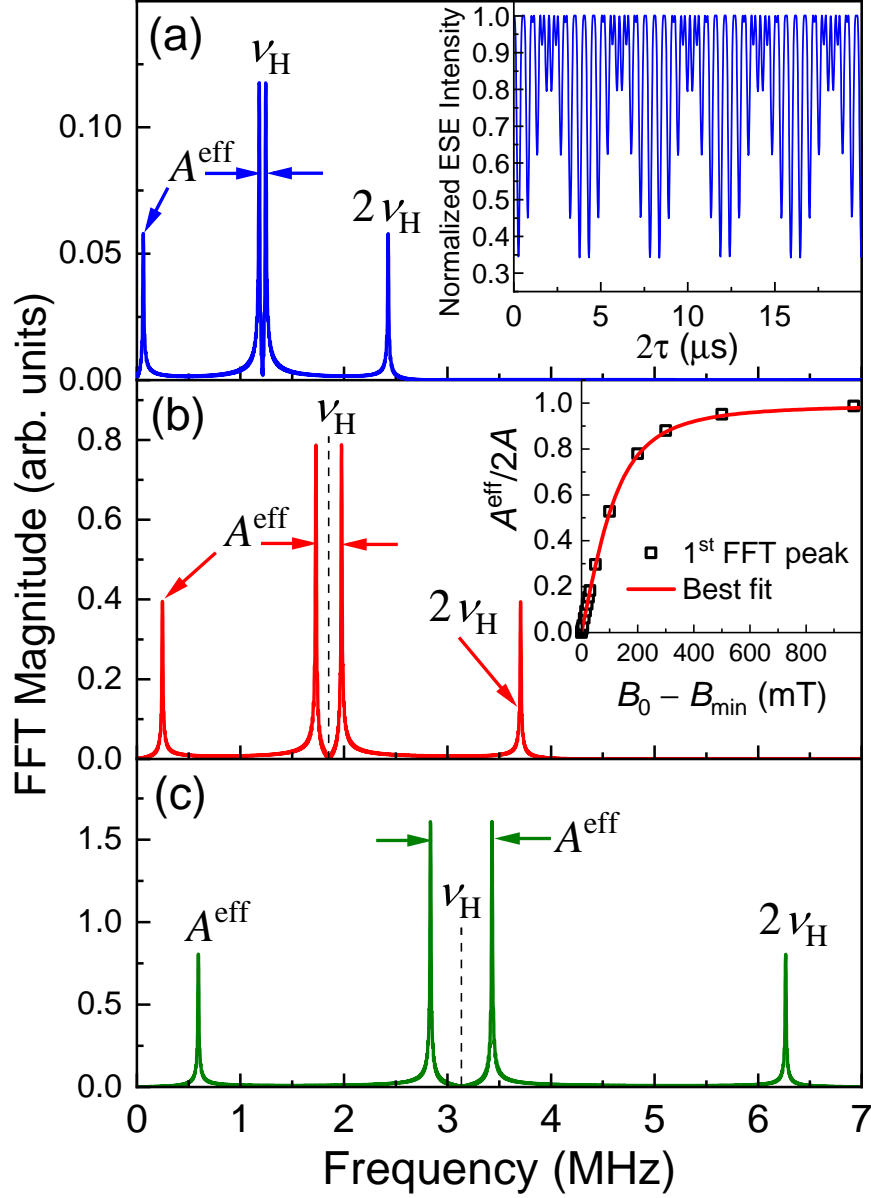 (a)
ν_H
A^eff
2ν_H
0.10
0.05
0.00
1.0
0.9
0.8
0.7
0.6
0.5
0.4
0.3
Normalized ESE Intensity
0 5 10 15
2τ (μs)
FFT Magnitude (arb. units)
(b)
ν_H
A^eff
2ν_H
0.8
0.6
0.4
0.2
0.0
1.0
0.8
0.6
0.4
0.2
0.0
A^eff/2A
1st FFT peak
Best fit
0 200 400 600 800
B_0 − B_min (mT)
(c)
A^eff
ν_H
A^eff
2ν_H
1.5
1.0
0.5
0.0
0 1 2 3 4 5 6 7
Frequency (MHz)